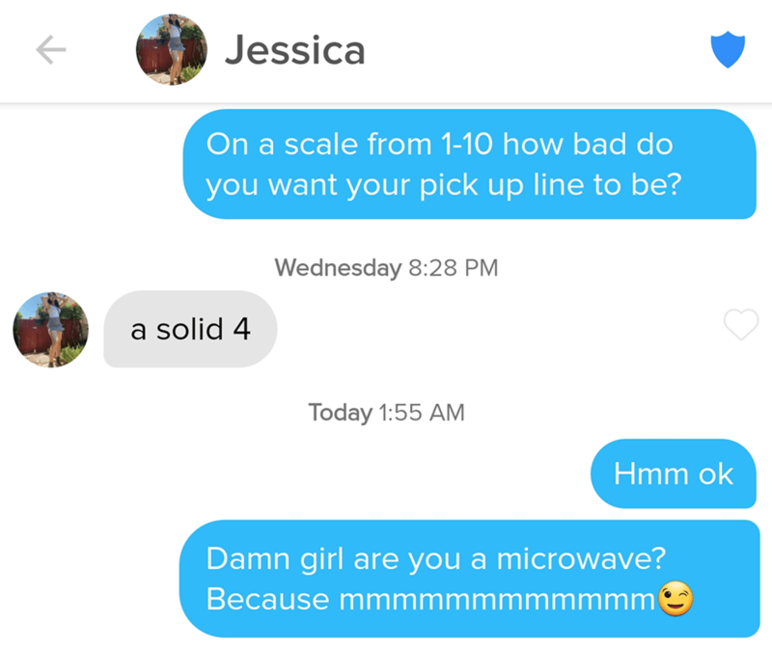 Jessica
On a scale from 1-10 how bad do
you want your pick up line to be?
Wednesday 8:28 PM
a solid 4
Today 1:55 AM
Hmm ok
Damn girl are you a microwave?
Because mmmmmmmmmmmm😉